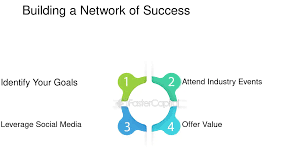 Building a Network of Success
Identify Your Goals
1
2
Attend Industry Events
FasterCapital
Leverage Social Media
3
4
Offer Value